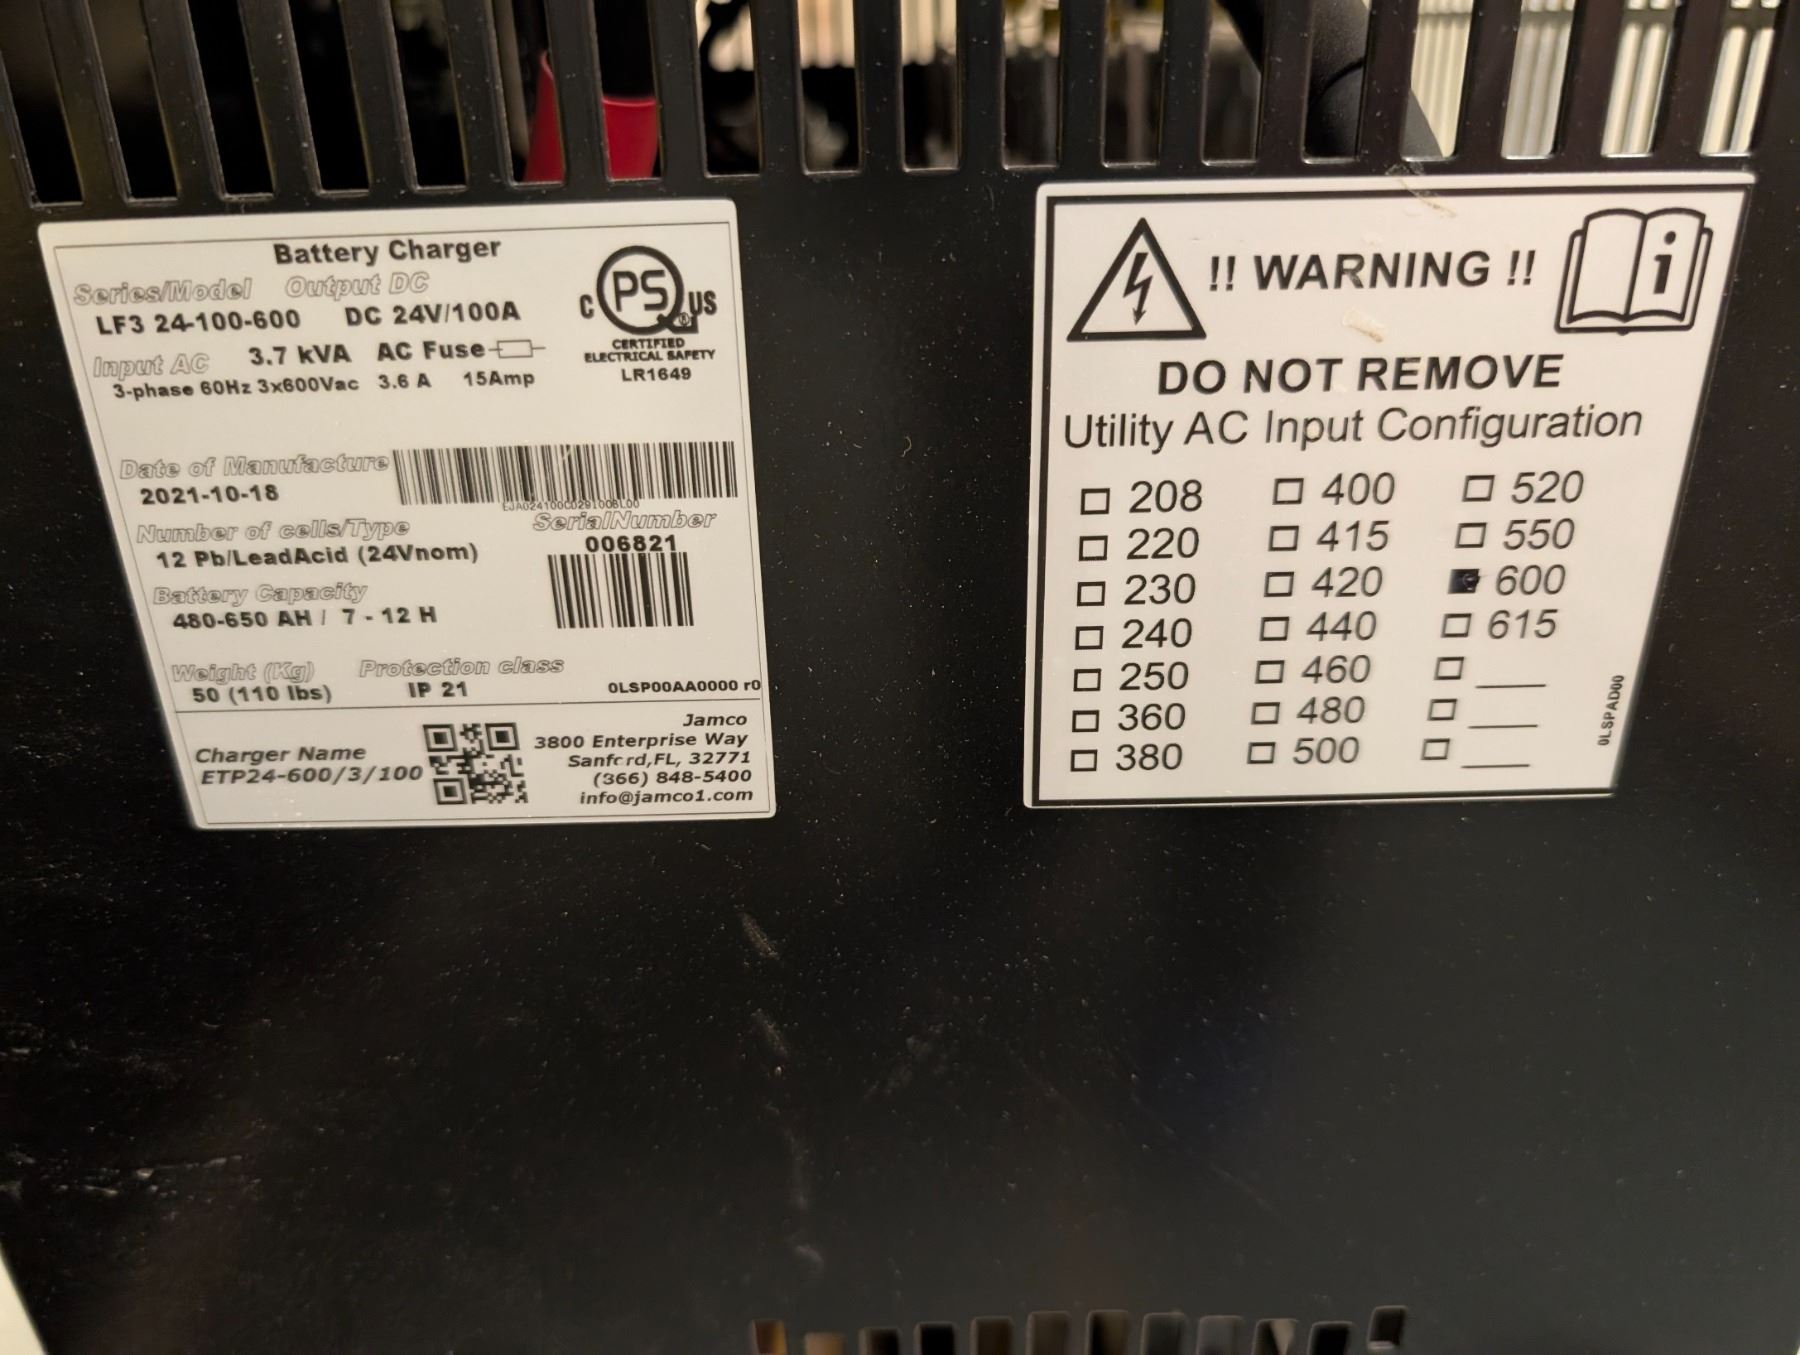 Battery Charger
Series/Model Output DC
LF3 24-100-600 DC 24V/100A
Input AC 3.7 kVA AC Fuse
3-phase 60Hz 3x600Vac 3.6 A 15Amp
C PS US
®
CERTIFIED
ELECTRICAL SAFETY
LR1649
Date of Manufacture
2021-10-18
Number of cells/Type
12 Pb/LeadAcid (24Vnom)
SerialNumber
006821
Battery Capacity
480-650 AH / 7 - 12 H
Weight (Kg) Protection class
50 (110 lbs) IP 21
0LSP00AA0000 r0
Charger Name
ETP24-600/3/100
Jamco
3800 Enterprise Way
Sanford,FL, 32771
(366) 848-5400
info@jamco1.com
!! WARNING !!
i
DO NOT REMOVE
Utility AC Input Configuration
208 400 520
220 415 550
230 420 600
240 440 615
250 460
360 480
380 500
0LSPAD00